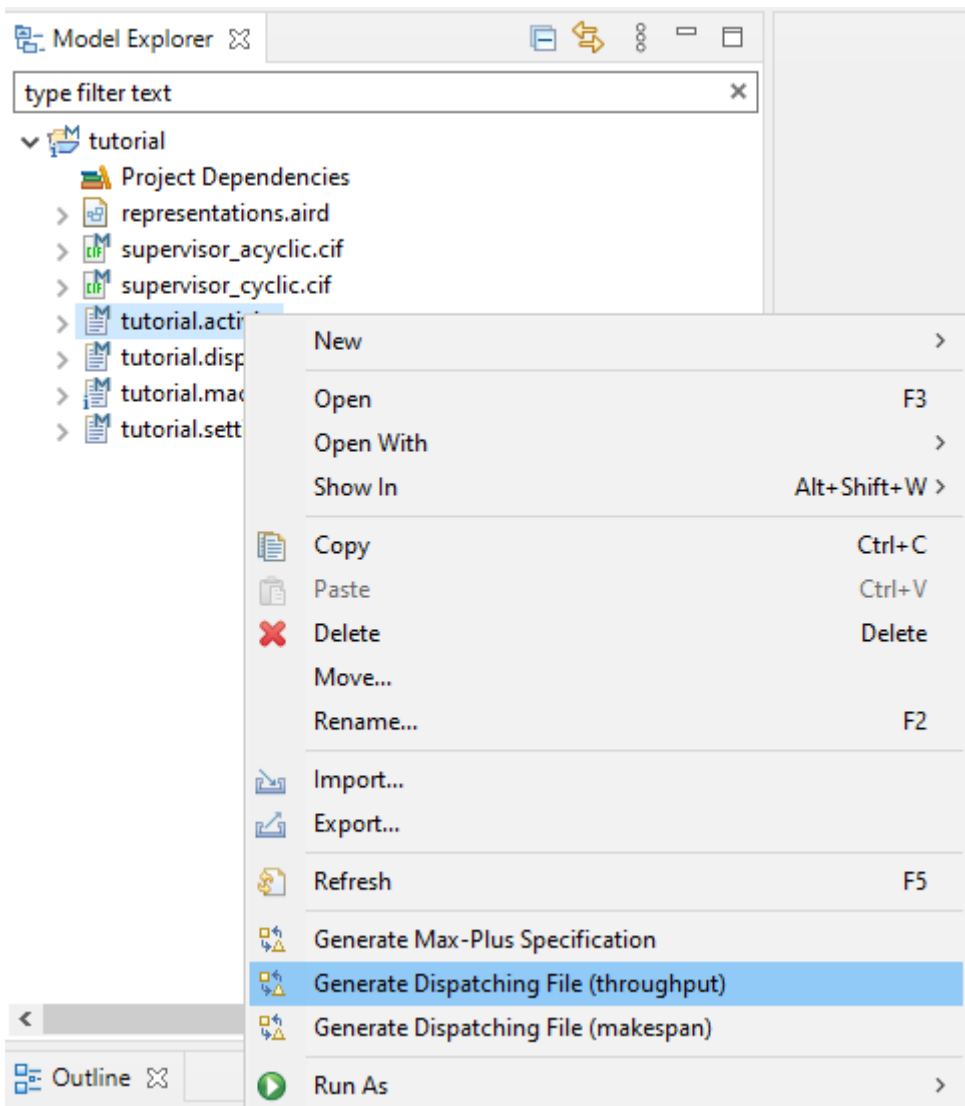 Model Explorer
type filter text
tutorial
Project Dependencies
representations.aird
supervisor_acyclic.cif
supervisor_cyclic.cif
tutorial.activi
tutorial.disp
tutorial.mac
tutorial.sett
New
Open F3
Open With
Show In Alt+Shift+W >
Copy Ctrl+C
Paste Ctrl+V
Delete Delete
Move...
Rename... F2
Import...
Export...
Refresh F5
Generate Max-Plus Specification
Generate Dispatching File (throughput)
Generate Dispatching File (makespan)
Run As
Outline